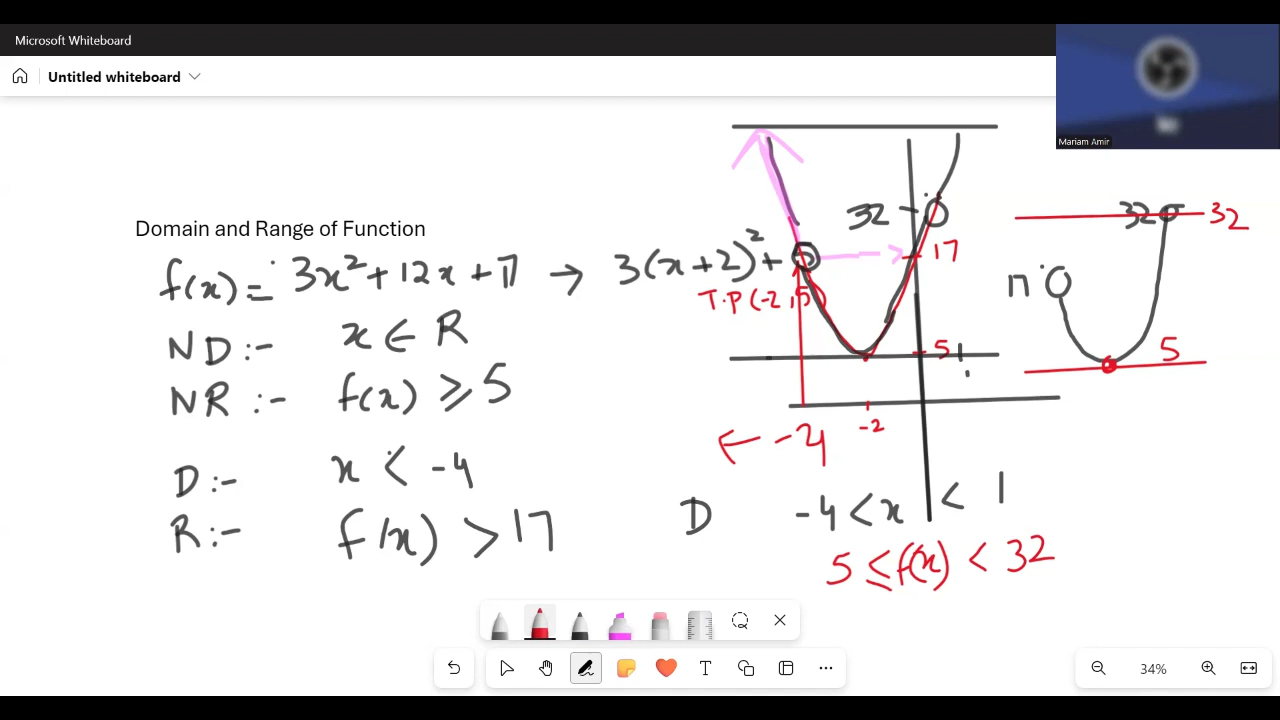 Microsoft Whiteboard
Untitled whiteboard
Mariam Amir
Domain and Range of Function
f(x) = 3x² + 12x + 17 → 3(x+2)² +
T.P (-2, 5)
ND :- x ∈ R
NR :- f(x) ⩾ 5
D :- x < -4
R :- f(x) > 17
32
17
5
-2
← -4
1
D -4 < x < 1
5 ≤ f(x) < 32
32 32
17
5
34%